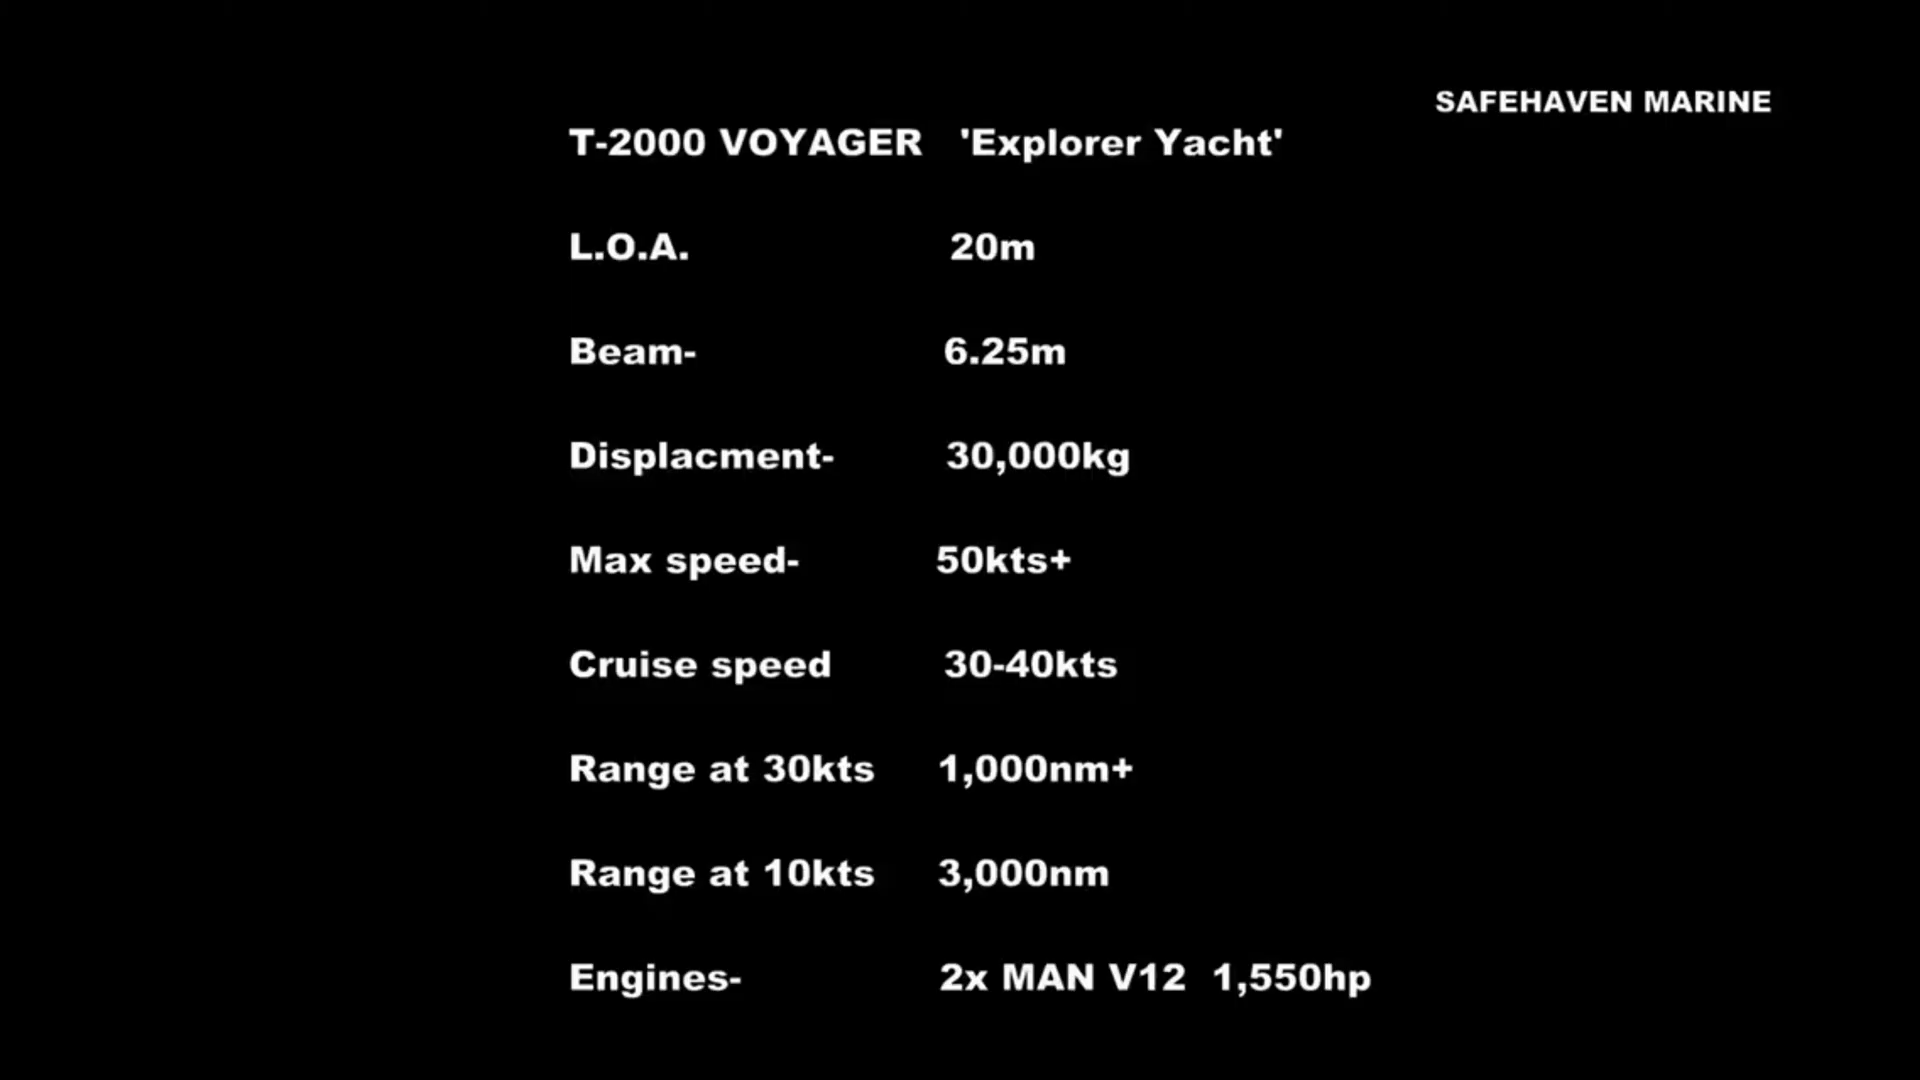 SAFEHAVEN MARINE
T-2000 VOYAGER 'Explorer Yacht'
L.O.A. 20m
Beam- 6.25m
Displacment- 30,000kg
Max speed- 50kts+
Cruise speed 30-40kts
Range at 30kts 1,000nm+
Range at 10kts 3,000nm
Engines- 2x MAN V12 1,550hp